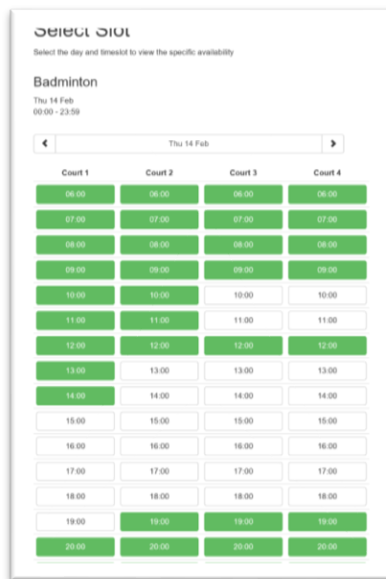 Select Slot
Select the day and timeslot to view the specific availability
Badminton
Thu 14 Feb
00:00 - 23:59
Thu 14 Feb
Court 1 Court 2 Court 3 Court 4
06:00 06:00 06:00 06:00
07:00 07:00 07:00 07:00
08:00 08:00 08:00 08:00
09:00 09:00 09:00 09:00
10:00 10:00 10:00 10:00
11:00 11:00 11:00 11:00
12:00 12:00 12:00 12:00
13:00 13:00 13:00 13:00
14:00 14:00 14:00 14:00
15:00 15:00 15:00 15:00
16:00 16:00 16:00 16:00
17:00 17:00 17:00 17:00
18:00 18:00 18:00 18:00
19:00 19:00 19:00 19:00
20:00 20:00 20:00 20:00